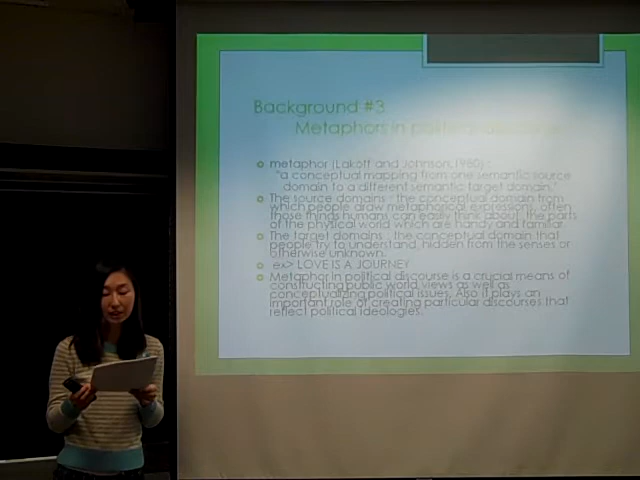 Background #3
Metaphors in political
metaphor (Lakoff and Johnson, 1980) :
"a conceptual mapping from one semantic source
domain to a different semantic target domain."
The source domains : the conceptual domain from
which people draw metaphorical expressions, often
those things humans can easily think about, the parts
of the physical world which are handy and familiar.
The target domains : the conceptual domain that
people try to understand, hidden from the senses or
otherwise unknown.
ex> LOVE IS A JOURNEY
Metaphor in political discourse is a crucial means of
constructing public world views as well as
conceptualizing political issues. Also it plays an
important role of creating particular discourses that
reflect political ideologies.